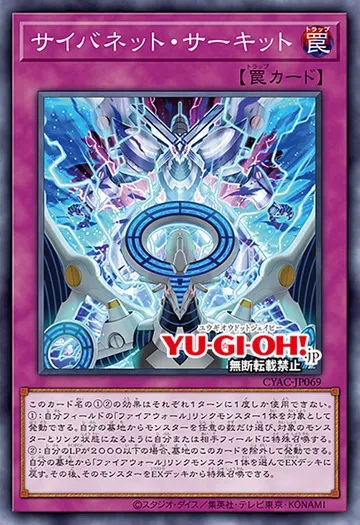 サイバネット・サーキット
トラップ
罠
トラップ
【罠カード】
ユウギオウドットジェイピー
YU-GI-OH!.jp
無断転載禁止
CYAC-JP069
このカード名の①②の効果はそれぞれ1ターンに1度しか使用できない。
①：自分フィールドの「ファイアウォール」リンクモンスター1体を対象として
発動できる。自分の墓地からモンスターを任意の数だけ選び、対象のモン
スターとリンク状態になるように自分または相手フィールドに特殊召喚する。
②：自分のLPが2000以下の場合、墓地のこのカードを除外して発動できる。
自分の墓地から「ファイアウォール」リンクモンスター1体を選んでEXデッキに
戻す。その後、そのモンスターをEXデッキから特殊召喚できる。
©スタジオ・ダイス／集英社・テレビ東京・KONAMI